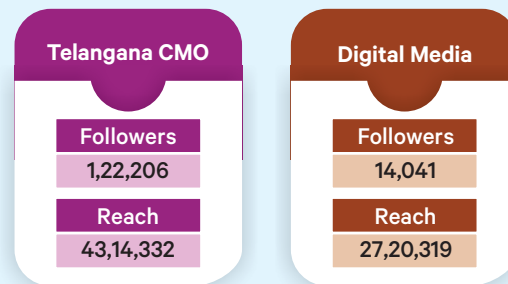 Telangana CMO
Followers
1,22,206
Reach
43,14,332
Digital Media
Followers
14,041
Reach
27,20,319